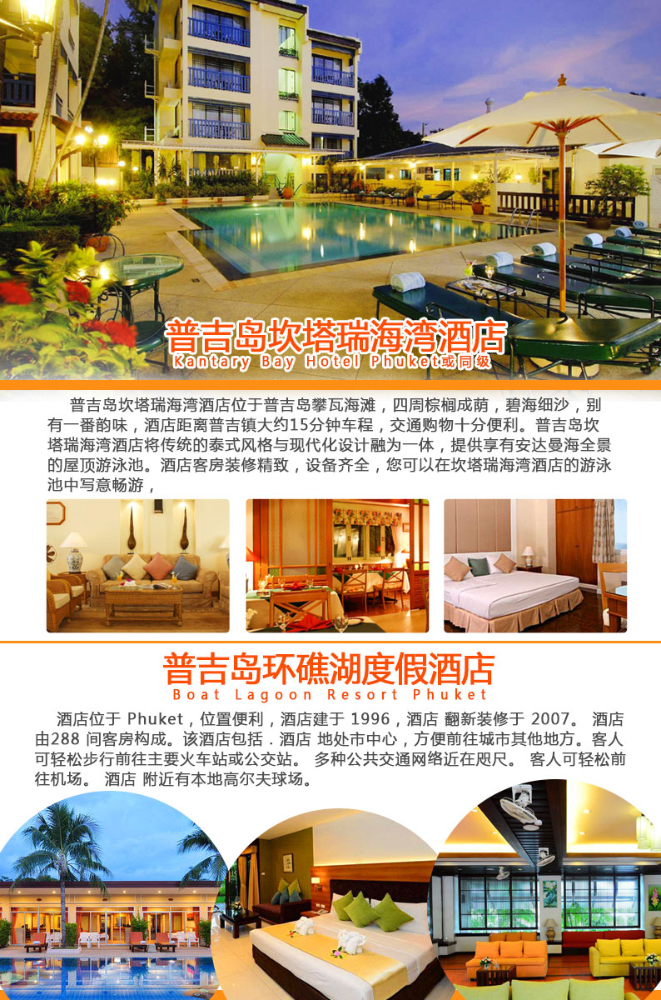 普吉岛坎塔瑞海湾酒店
Kantary Bay Hotel Phuket或同级
普吉岛坎塔瑞海湾酒店位于普吉岛攀瓦海滩，四周棕榈成荫，碧海细沙，别
有一番韵味，酒店距离普吉镇大约15分钟车程，交通购物十分便利。普吉岛坎
塔瑞海湾酒店将传统的泰式风格与现代化设计融为一体，提供享有安达曼海全景
的屋顶游泳池。酒店客房装修精致，设备齐全，您可以在坎塔瑞海湾酒店的游泳
池中写意畅游，
普吉岛环礁湖度假酒店
Boat Lagoon Resort Phuket
酒店位于 Phuket，位置便利，酒店建于 1996，酒店 翻新装修于 2007。 酒店
由288 间客房构成。该酒店包括．酒店 地处市中心，方便前往城市其他地方。客人
可轻松步行前往主要火车站或公交站。 多种公共交通网络近在咫尺。 客人可轻松前
往机场。 酒店 附近有本地高尔夫球场。